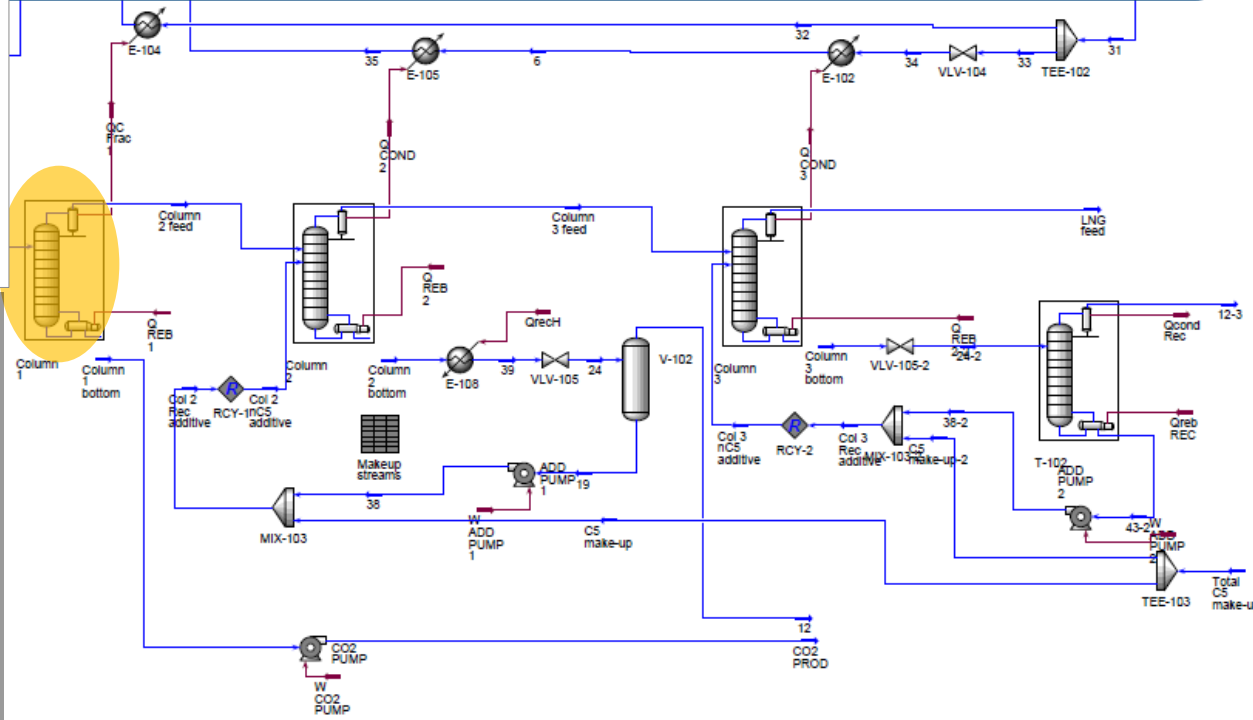 E-104
35
E-105
6
32
E-102
34
VLV-104
33
TEE-102
31
QC
Frac
1
Q
COND
2
Q
COND
3
Column
2 feed
Column
3 feed
LNG
feed
Q
REB
1
Q
REB
2
QrecH
Q
REB
24-2
12-3
Qcond
Rec
Column
1
Column
1
bottom
Column
2
Column
2
bottom
E-108
39
VLV-105
24
V-102
Column
3
Column
3
bottom
VLV-105-2
Col 2
Rec
additive
RCY-1
Col 2
nC5
additive
Makeup
streams
Col 3
nC5
additive
RCY-2
Col 3
Rec
additive
MIX-103-2
C5
make-up-2
38-2
Qreb
REC
T-102
ADD
PUMP
2
ADD
PUMP
1
19
38
MIX-103
W
ADD
PUMP
1
C5
make-up
43-2
W
ADD
PUMP
2
TEE-103
Total
C5
make-u
12
CO2
PUMP
CO2
PROD
W
CO2
PUMP
R
R